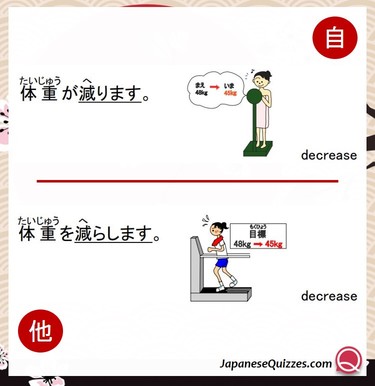 自
たいじゅう へ
体重が減ります。
まえ → いま
48kg 45kg
decrease
たいじゅう へ
体重を減らします。
もくひょう
目標
48kg → 45kg
decrease
他
JapaneseQuizzes.com